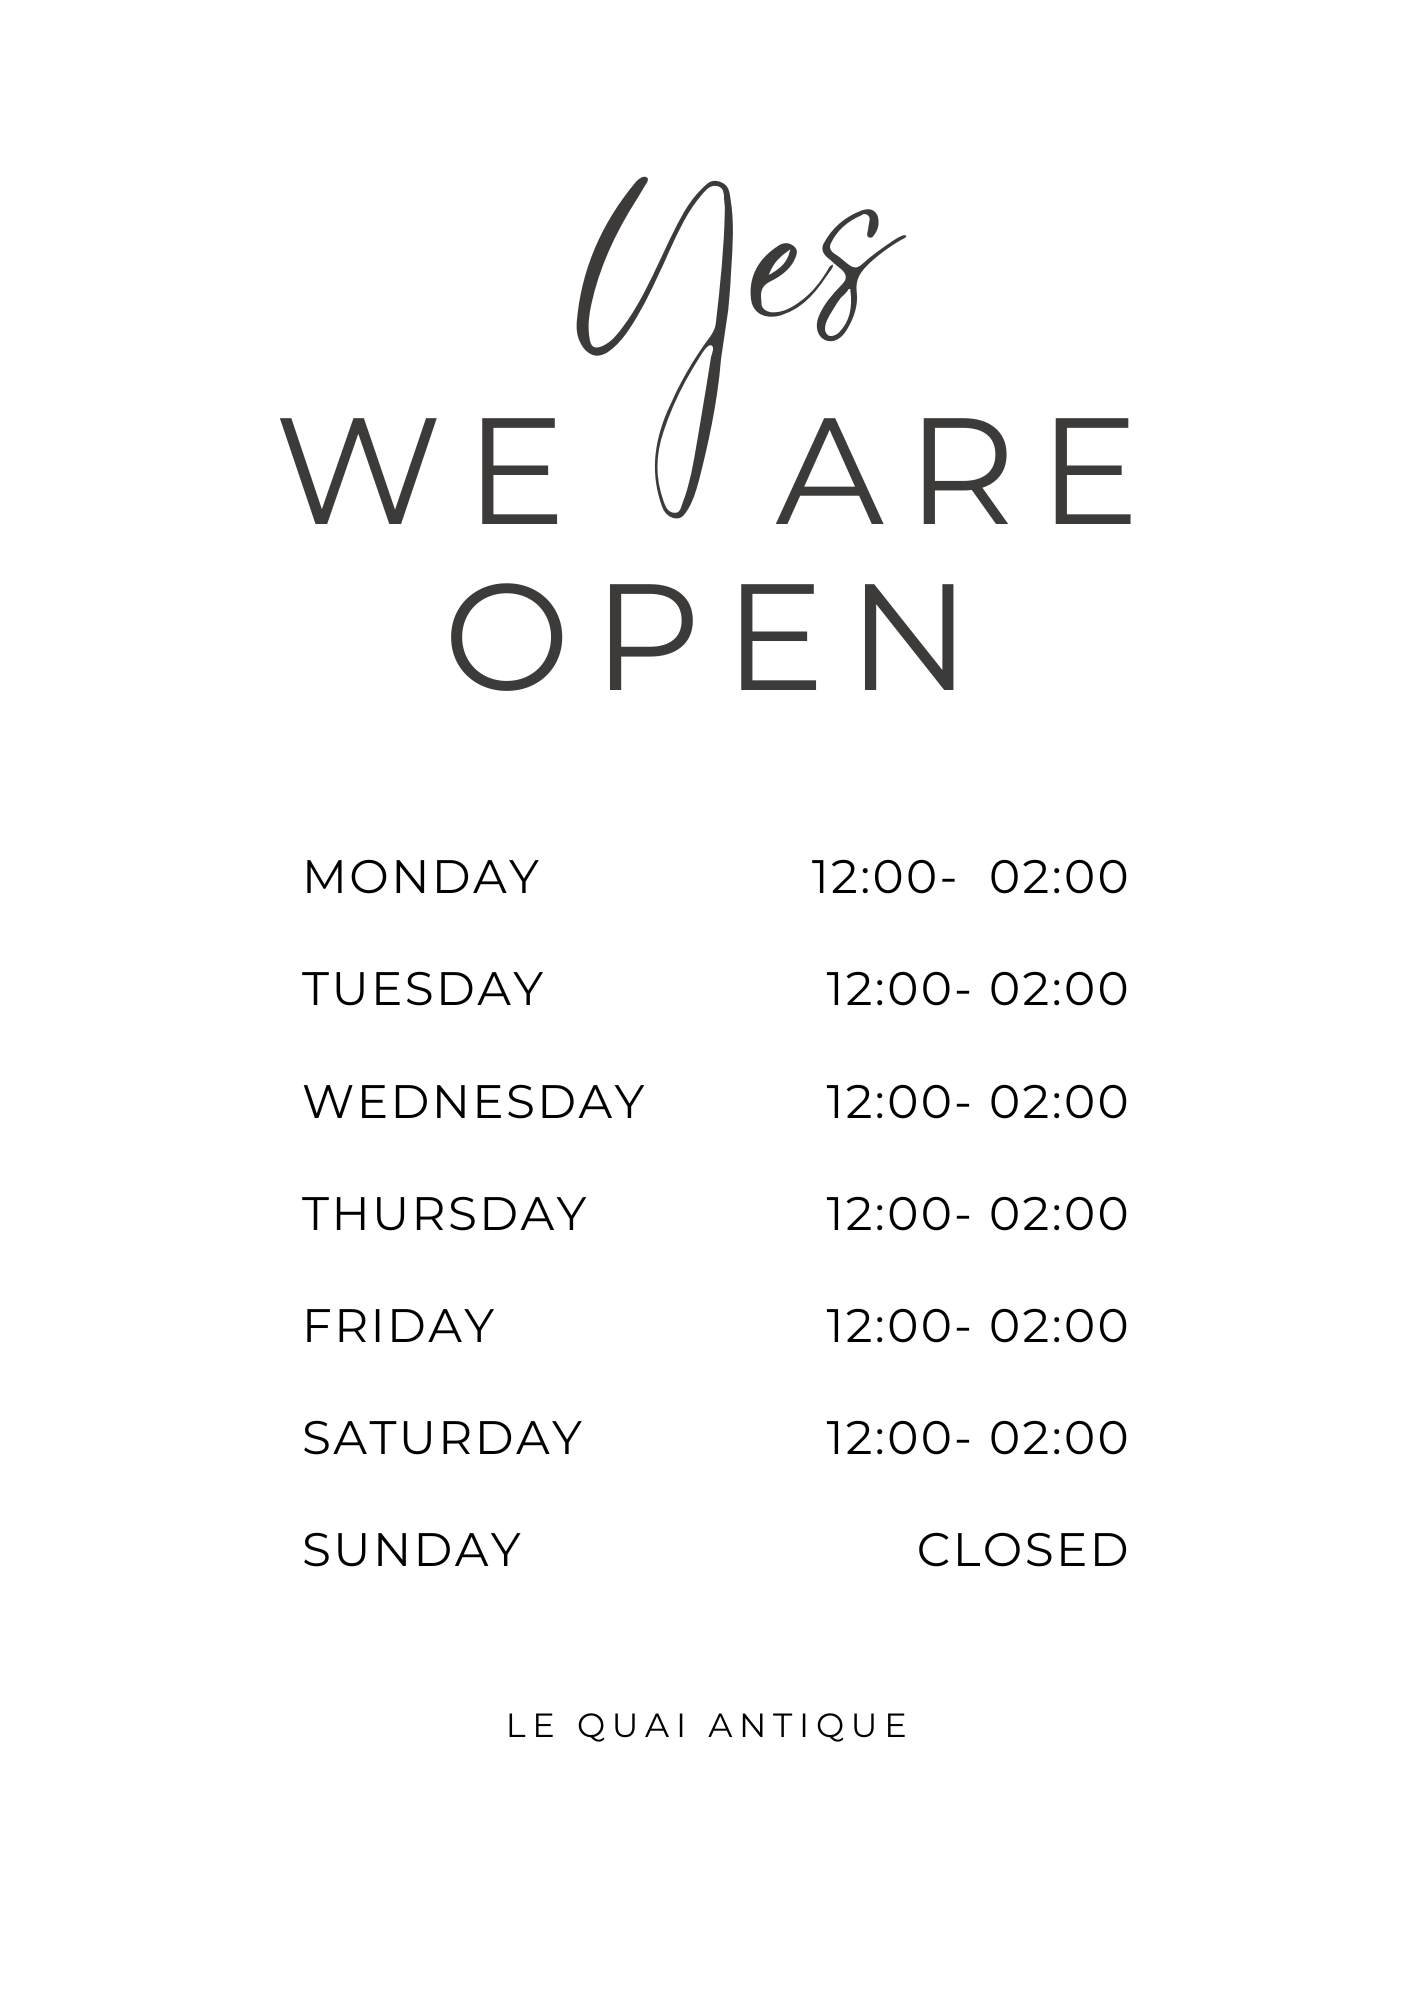 Yes
WE ARE
OPEN
MONDAY 12:00-  02:00
TUESDAY 12:00- 02:00
WEDNESDAY 12:00- 02:00
THURSDAY 12:00- 02:00
FRIDAY 12:00- 02:00
SATURDAY 12:00- 02:00
SUNDAY CLOSED
LE QUAI ANTIQUE